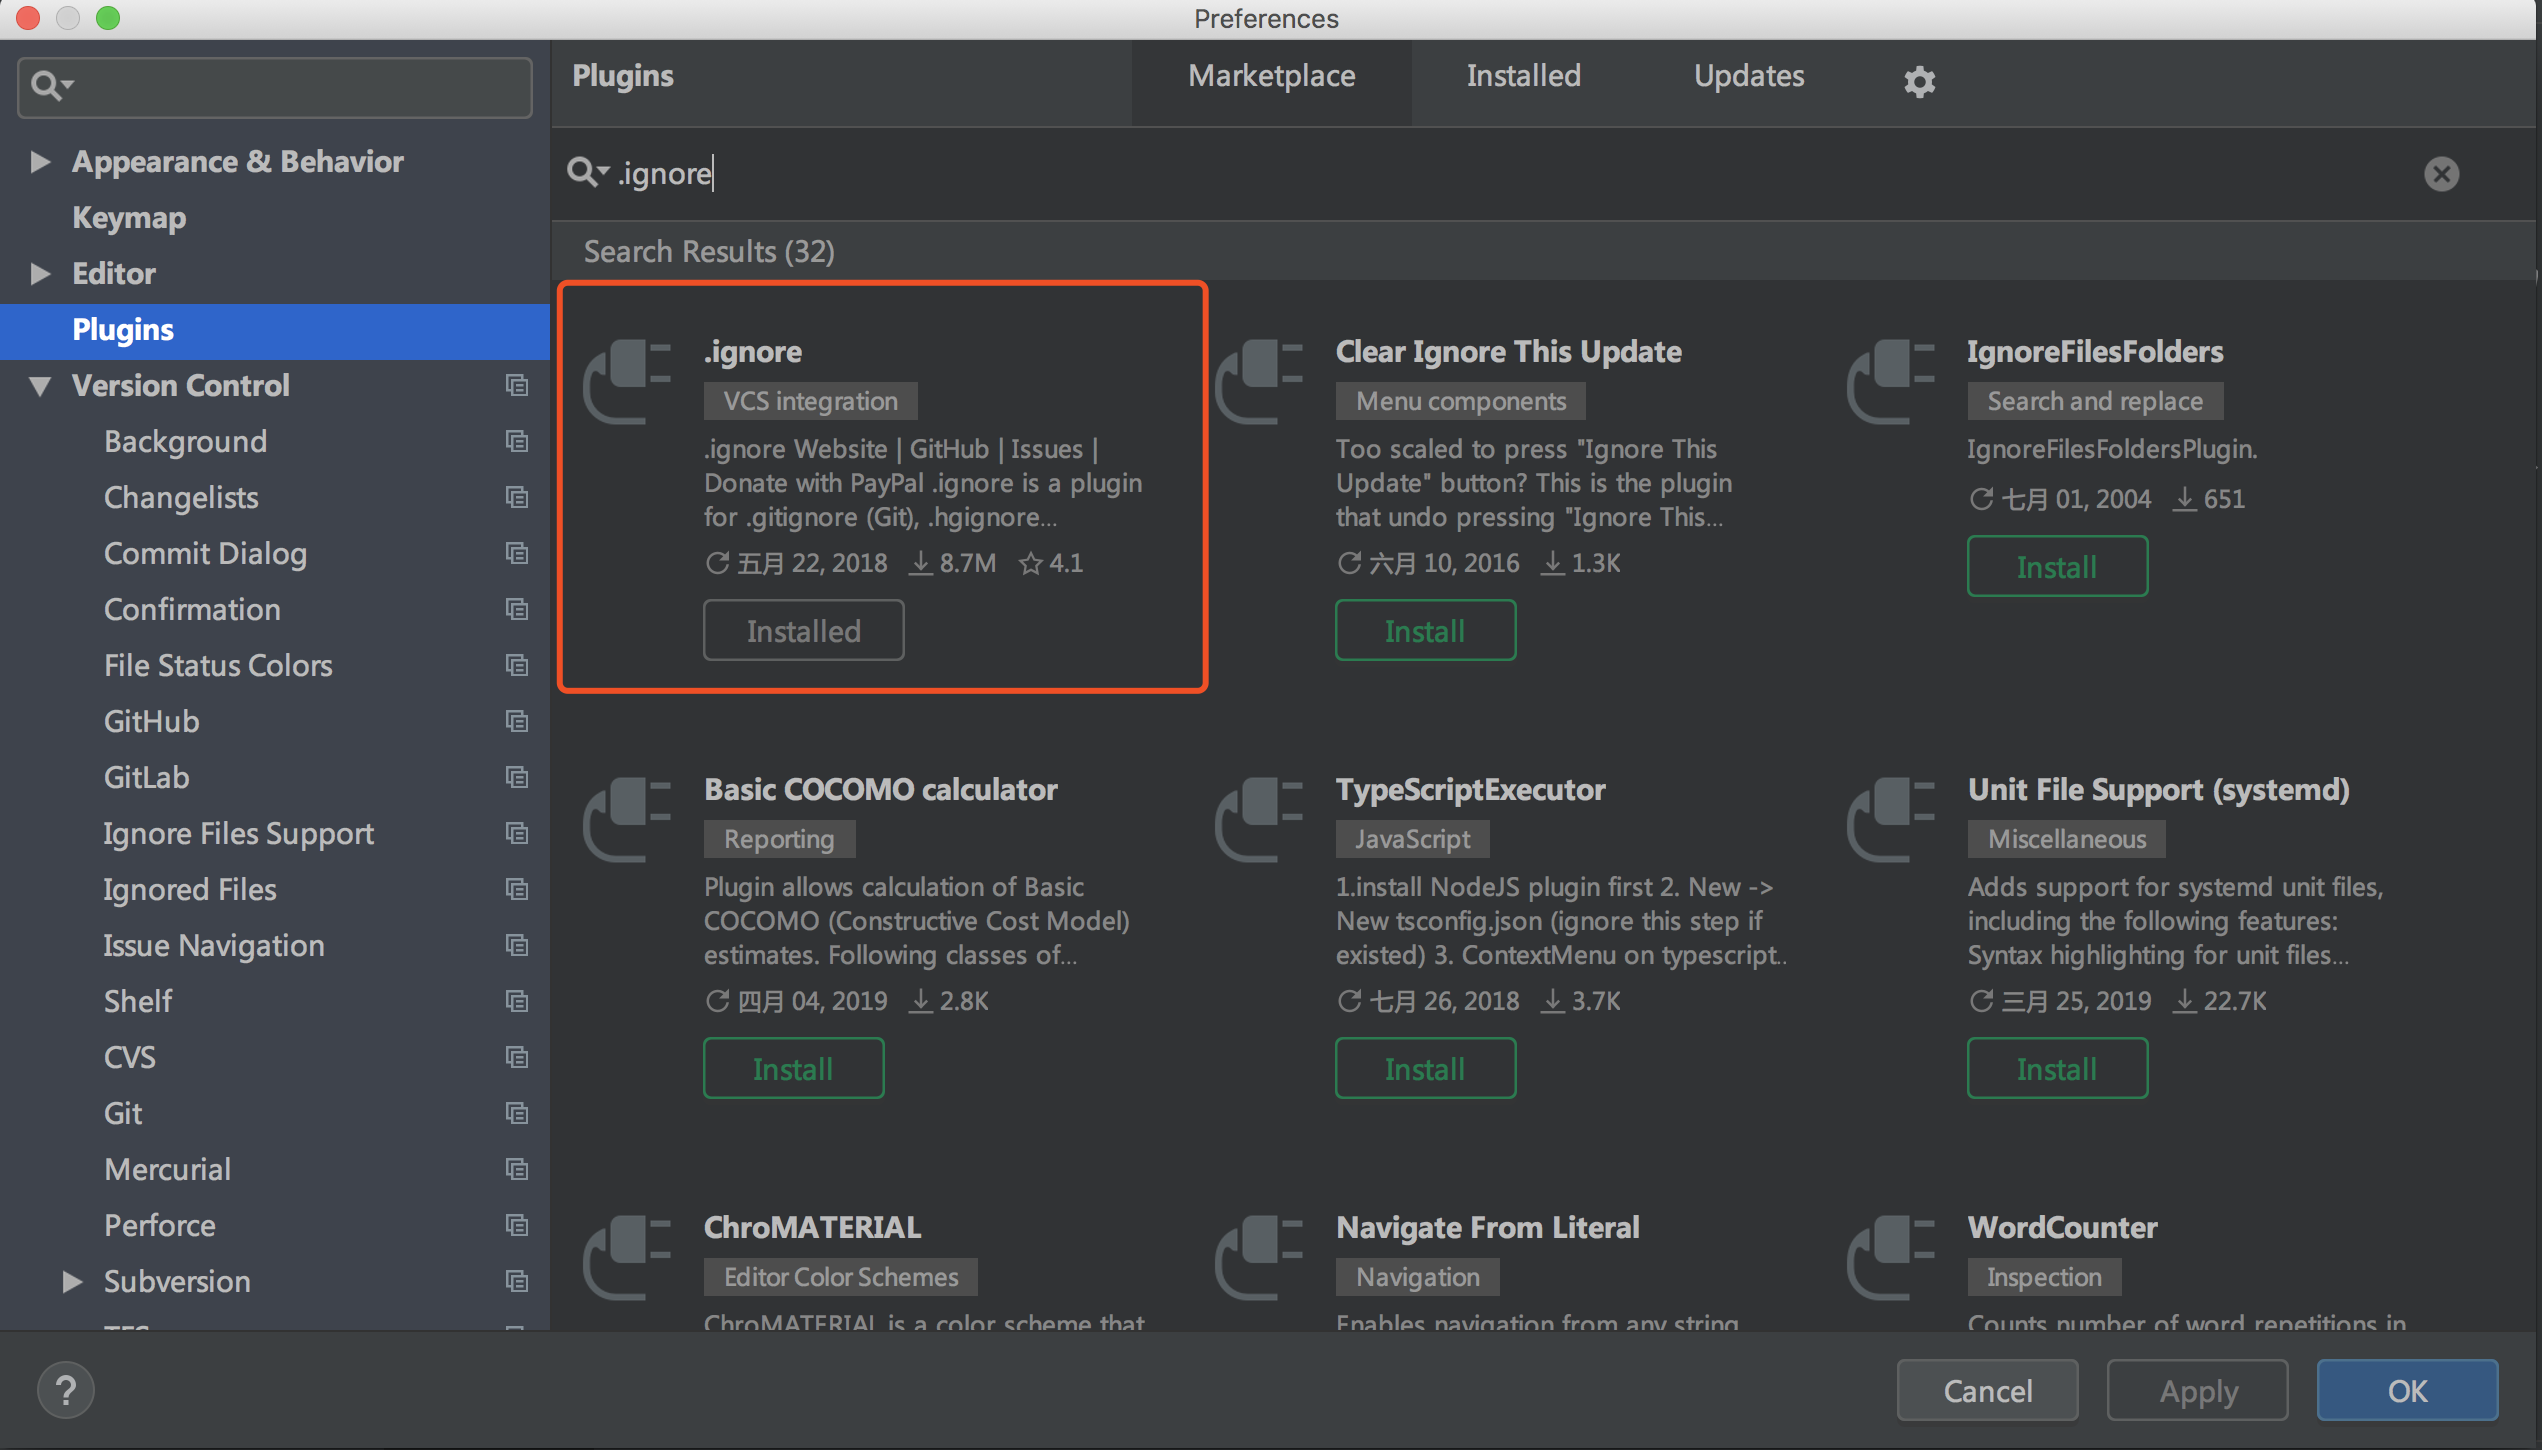 Preferences
Appearance & Behavior
Keymap
Editor
Plugins
Version Control
Background
Changelists
Commit Dialog
Confirmation
File Status Colors
GitHub
GitLab
Ignore Files Support
Ignored Files
Issue Navigation
Shelf
CVS
Git
Mercurial
Perforce
Subversion
TFS
Plugins
Marketplace
Installed
Updates
.ignore
Search Results (32)
.ignore
VCS integration
.ignore Website | GitHub | Issues |
Donate with PayPal .ignore is a plugin
for .gitignore (Git), .hgignore...
五月 22, 2018 8.7M 4.1
Installed
Clear Ignore This Update
Menu components
Too scaled to press "Ignore This
Update" button? This is the plugin
that undo pressing "Ignore This...
六月 10, 2016 1.3K
Install
IgnoreFilesFolders
Search and replace
IgnoreFilesFoldersPlugin.
七月 01, 2004 651
Install
Basic COCOMO calculator
Reporting
Plugin allows calculation of Basic
COCOMO (Constructive Cost Model)
estimates. Following classes of...
四月 04, 2019 2.8K
Install
TypeScriptExecutor
JavaScript
1.install NodeJS plugin first 2. New ->
New tsconfig.json (ignore this step if
existed) 3. ContextMenu on typescript..
七月 26, 2018 3.7K
Install
Unit File Support (systemd)
Miscellaneous
Adds support for systemd unit files,
including the following features:
Syntax highlighting for unit files...
三月 25, 2019 22.7K
Install
ChroMATERIAL
Editor Color Schemes
ChroMATERIAL is a color scheme that
Navigate From Literal
Navigation
Enables navigation from any string
WordCounter
Inspection
Counts number of word repetitions in
?
Cancel
Apply
OK